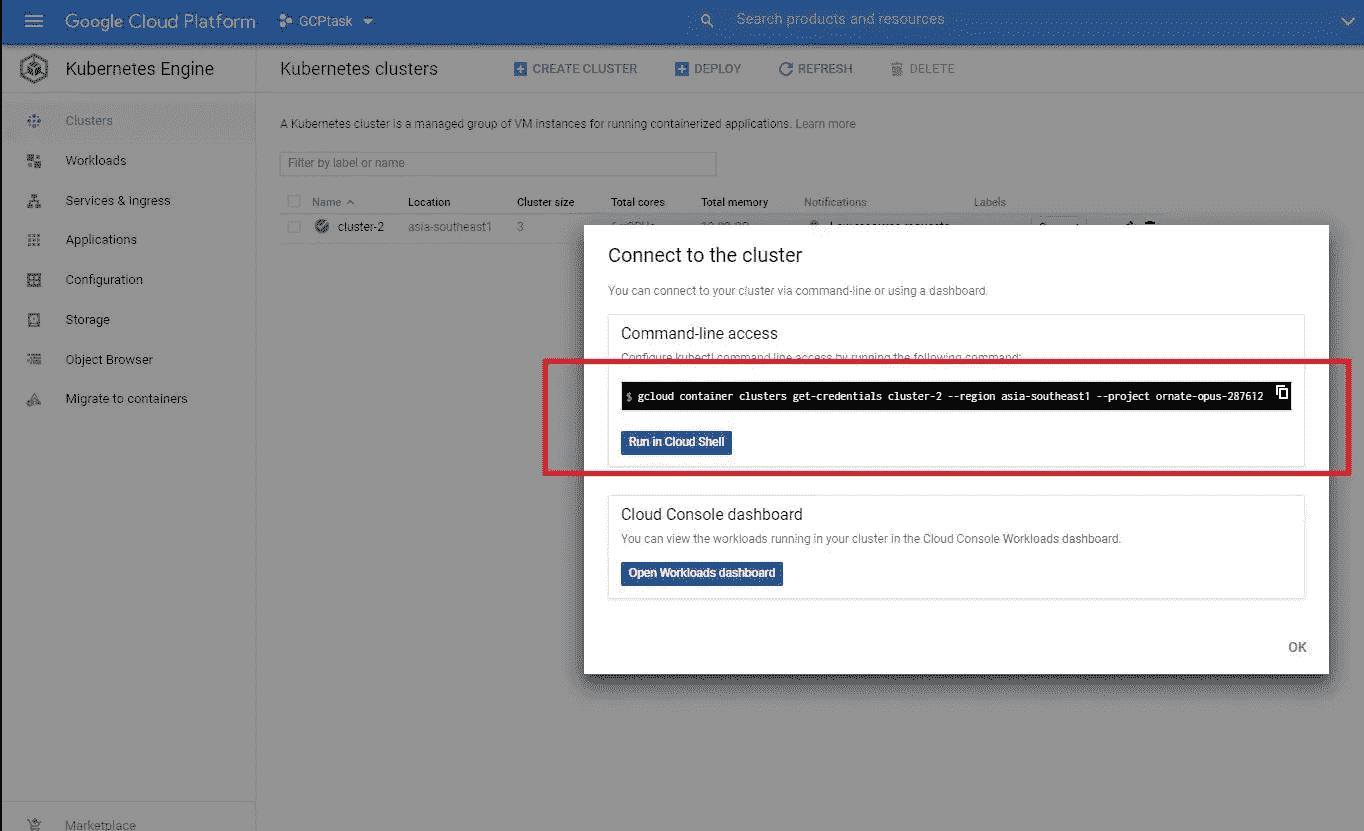 Google Cloud Platform GCPtask Search products and resources
Kubernetes Engine
Kubernetes clusters CREATE CLUSTER DEPLOY REFRESH DELETE
Clusters
Workloads
Services & Ingress
Applications
Configuration
Storage
Object Browser
Migrate to containers
Marketplace
A Kubernetes cluster is a managed group of VM instances for running containerized applications. Learn more
Filter by label or name
Name Location Cluster size Total cores Total memory Notifications Labels
cluster-2 asia-southeast1 3
Connect to the cluster
You can connect to your cluster via command-line or using a dashboard.
Command-line access
Configure kubectl command line access by running the following command:
$ gcloud container clusters get-credentials cluster-2 --region asia-southeast1 --project ornate-opus-287612
Run in Cloud Shell
Cloud Console dashboard
You can view the workloads running in your cluster in the Cloud Console Workloads dashboard.
Open Workloads dashboard
OK